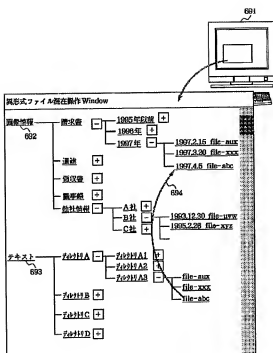 691
異形式ファイル混在操作Window
画像情報
692
請求書 -
1995年以前 +
1996年 +
1997年 -
1997.2.15 file-aux
1997.3.20 file-xxx
1997.4.5 file-abc
694
+
領収書 +
+
他社情報 -
A社 +
B社 -
C社 +
1993.12.30 file-uvw
1995.2.26 file-xyz
テキスト
693
ディレクトリA -
ディレクトリA1 +
ディレクトリA2 +
ディレクトリA3 -
file-aux
file-xxx
file-abc
ディレクトリB +
ディレクトリC +
ディレクトリD +